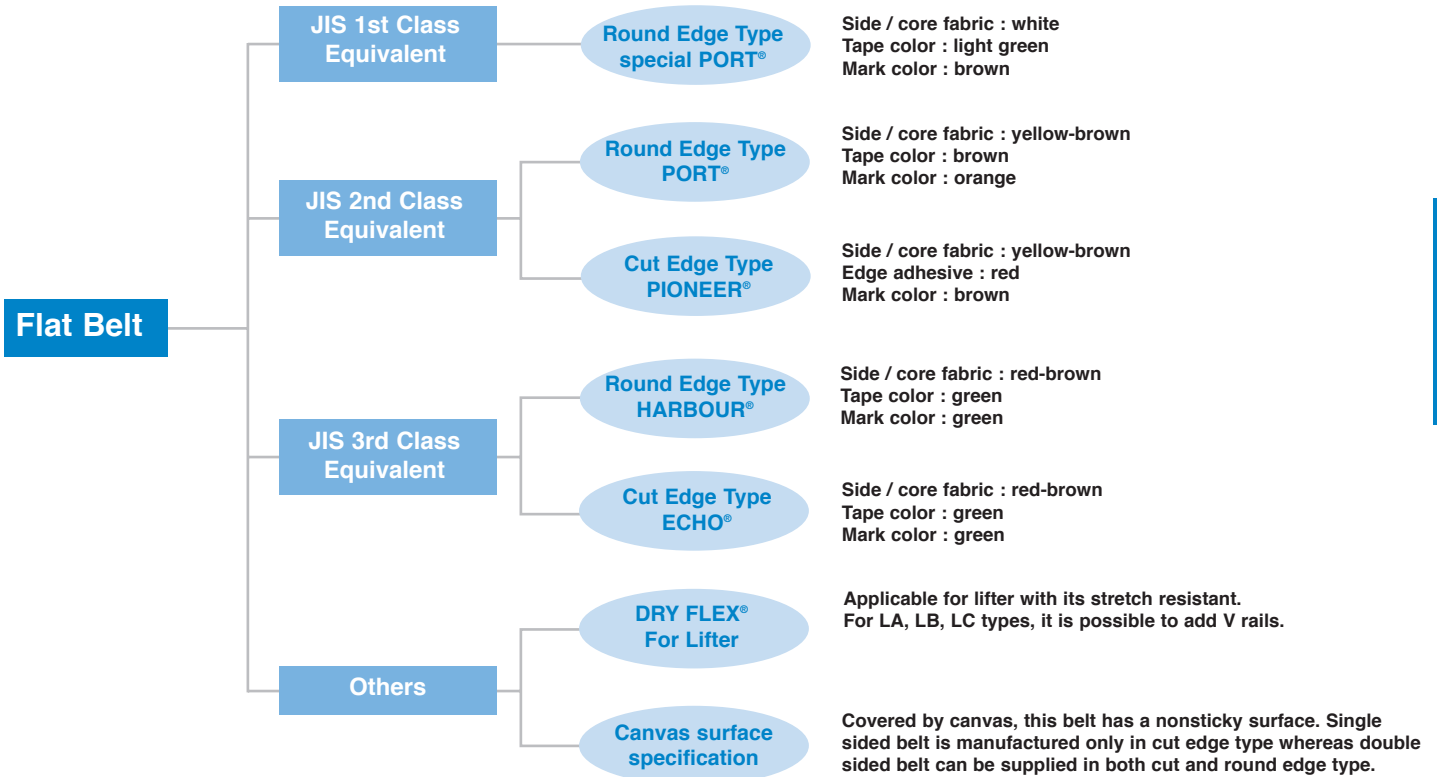 Flat Belt
JIS 1st Class
Equivalent
Round Edge Type
special PORT®
Side / core fabric : white
Tape color : light green
Mark color : brown
JIS 2nd Class
Equivalent
Round Edge Type
PORT®
Side / core fabric : yellow-brown
Tape color : brown
Mark color : orange
Cut Edge Type
PIONEER®
Side / core fabric : yellow-brown
Edge adhesive : red
Mark color : brown
JIS 3rd Class
Equivalent
Round Edge Type
HARBOUR®
Side / core fabric : red-brown
Tape color : green
Mark color : green
Cut Edge Type
ECHO®
Side / core fabric : red-brown
Tape color : green
Mark color : green
Others
DRY FLEX®
For Lifter
Applicable for lifter with its stretch resistant.
For LA, LB, LC types, it is possible to add V rails.
Canvas surface
specification
Covered by canvas, this belt has a nonsticky surface. Single
sided belt is manufactured only in cut edge type whereas double
sided belt can be supplied in both cut and round edge type.